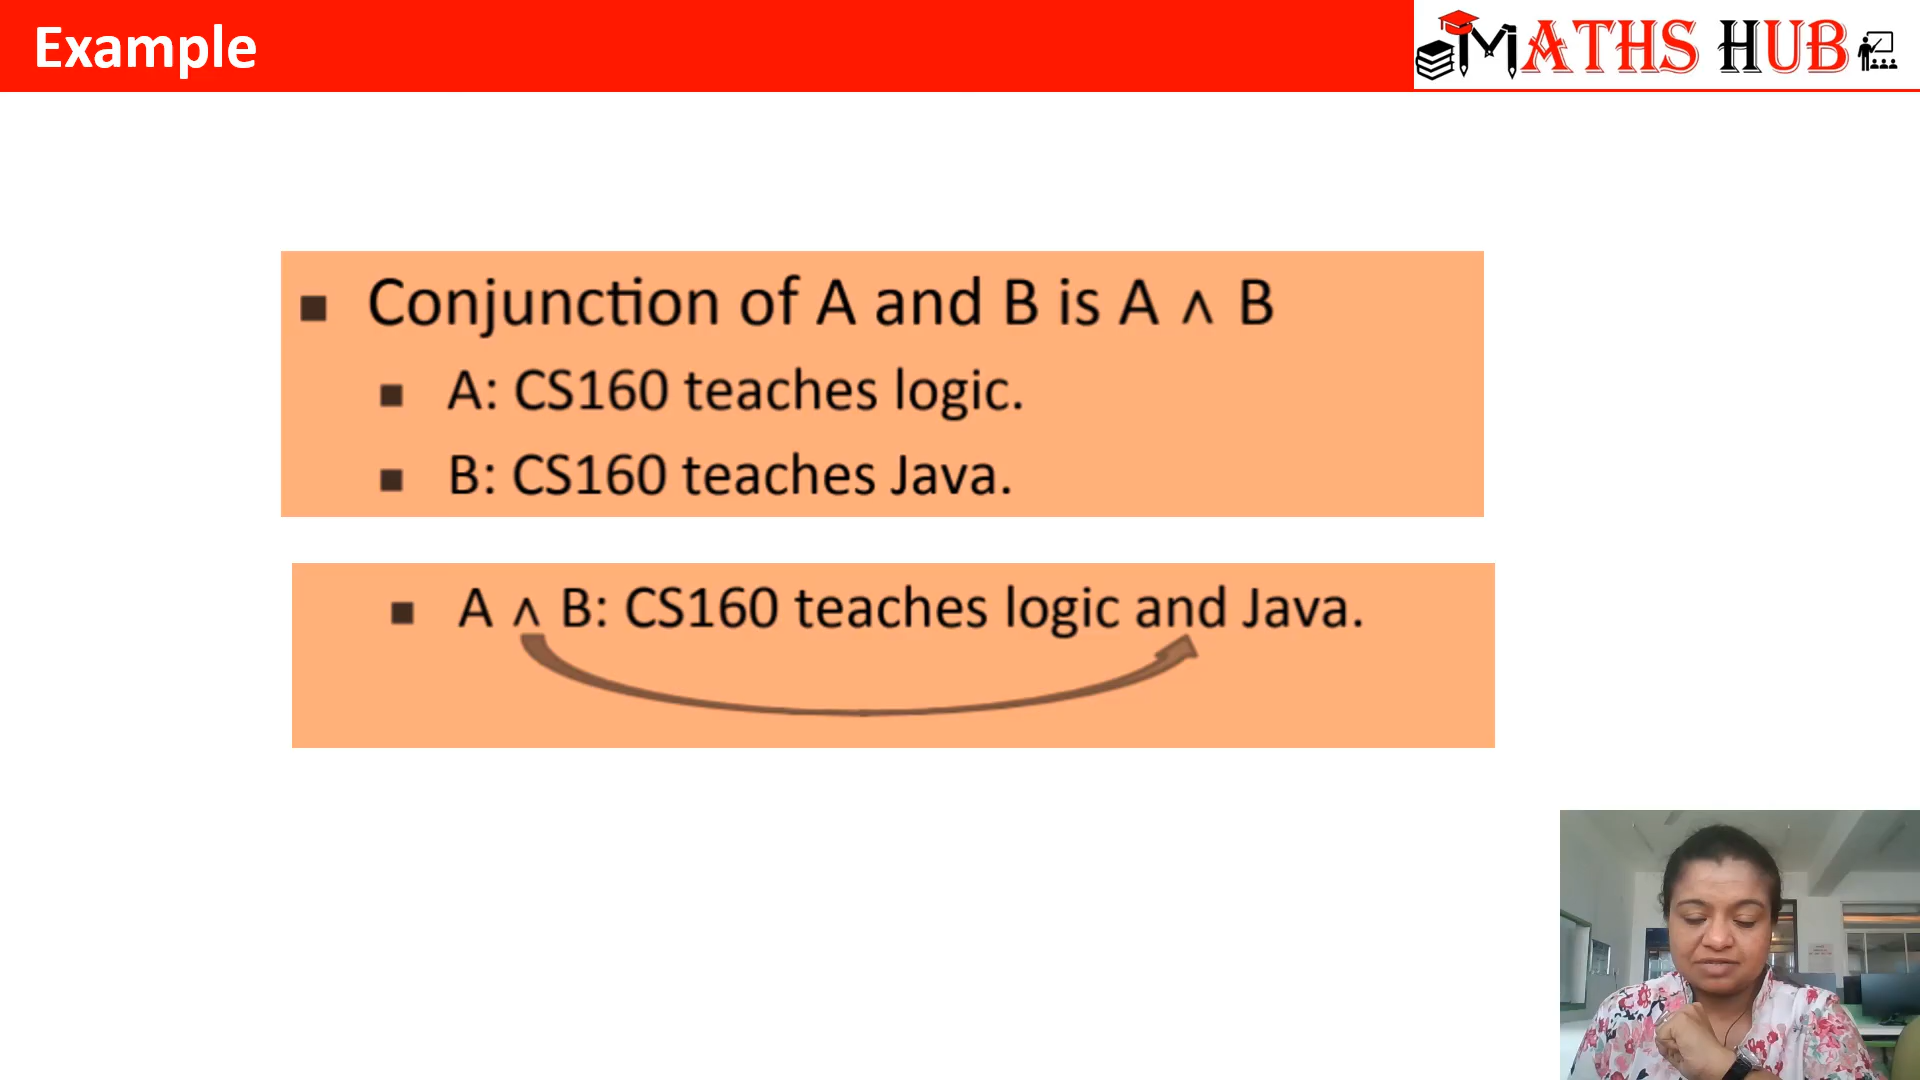 Example
MATHS HUB
■ Conjunction of A and B is A ∧ B
■ A: CS160 teaches logic.
■ B: CS160 teaches Java.
■ A ∧ B: CS160 teaches logic and Java.